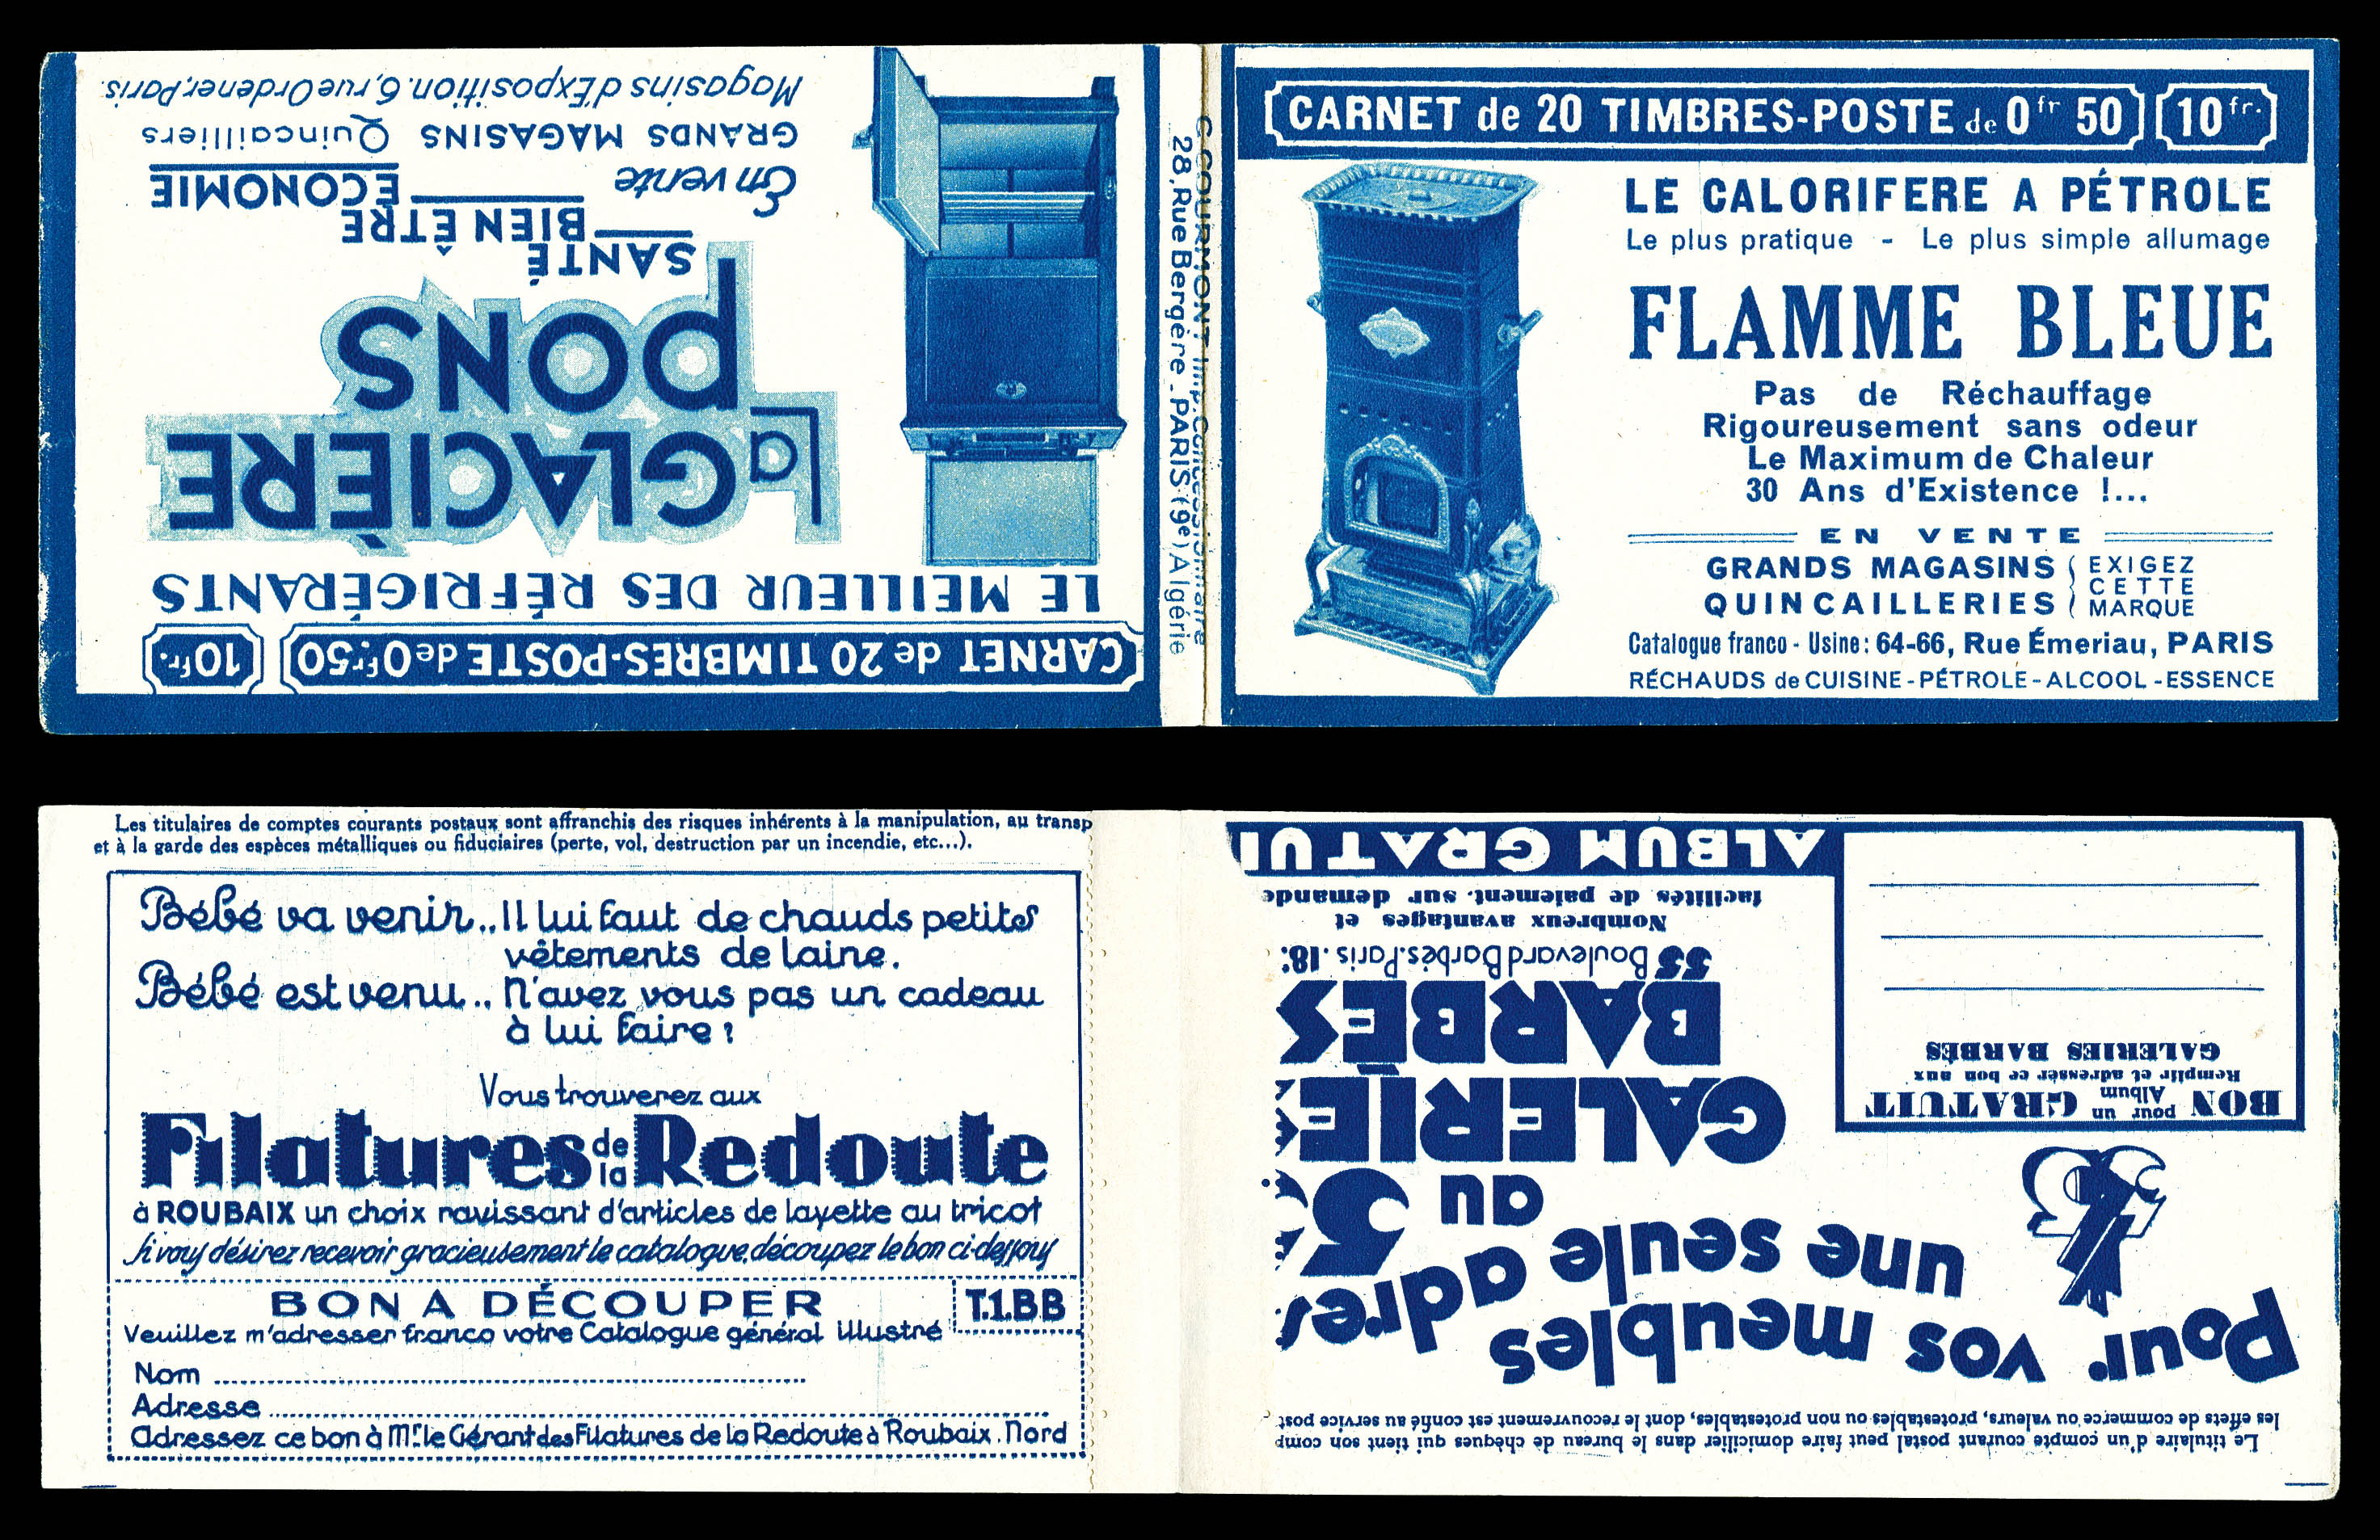 CARNET de 20 TIMBRES-POSTE de 0fr.50 10fr.
LE MEILLEUR DES RÉFRIGÉRANTS
La GLACIÈRE
PONS
SANTÉ
BIEN ÊTRE
ECONOMIE
En vente
GRANDS MAGASINS Quincailliers
Magasins d'Exposition. 6, rue Ordener, Paris.
C. COURMONT Imp. Concessionnaire
28, Rue Bergère - PARIS (9e) Algérie
CARNET de 20 TIMBRES-POSTE de 0fr 50 10fr.
LE CALORIFERE A PÉTROLE
Le plus pratique - Le plus simple allumage
FLAMME BLEUE
Pas de Réchauffage
Rigoureusement sans odeur
Le Maximum de Chaleur
30 Ans d'Existence !...
EN VENTE
GRANDS MAGASINS
QUINCAILLERIES
EXIGEZ
CETTE
MARQUE
Catalogue franco - Usine : 64-66, Rue Émeriau, PARIS
RÉCHAUDS de CUISINE - PÉTROLE - ALCOOL - ESSENCE
Les titulaires de comptes courants postaux sont affranchis des risques inhérents à la manipulation, au transp
et à la garde des espèces métalliques ou fiduciaires (perte, vol, destruction par un incendie, etc...).
Bébé va venir.. Il lui faut de chauds petits
vêtements de laine.
Bébé est venu.. N'avez vous pas un cadeau
à lui faire ?
Vous trouverez aux
Filatures de la Redoute
à ROUBAIX un choix ravissant d'articles de layette au tricot
Si vous désirez recevoir gracieusement le catalogue, découpez le bon ci-dessous
BON A DÉCOUPER
T.1.BB
Veuillez m'adresser franco votre Catalogue général illustré
Nom
Adresse
Adressez ce bon à Mr. le Gérant des Filatures de la Redoute à Roubaix. Nord
Le titulaire d'un compte courant postal peut faire domicilier dans le bureau de chèques qui tient son comp
les effets de commerce ou valeurs, protestables ou non protestables, dont le recouvrement est confié au service post
Pour vos meubles
une seule adres
au 5
GALERIES
BARBÈS
55 Boulevard Barbès. Paris. 18e.
Nombreux avantages et
facilités de paiement. sur demande
ALBUM GRATUI
BON pour un Album GRATUIT
Remplir et adresser ce bon aux
GALERIES BARBÈS